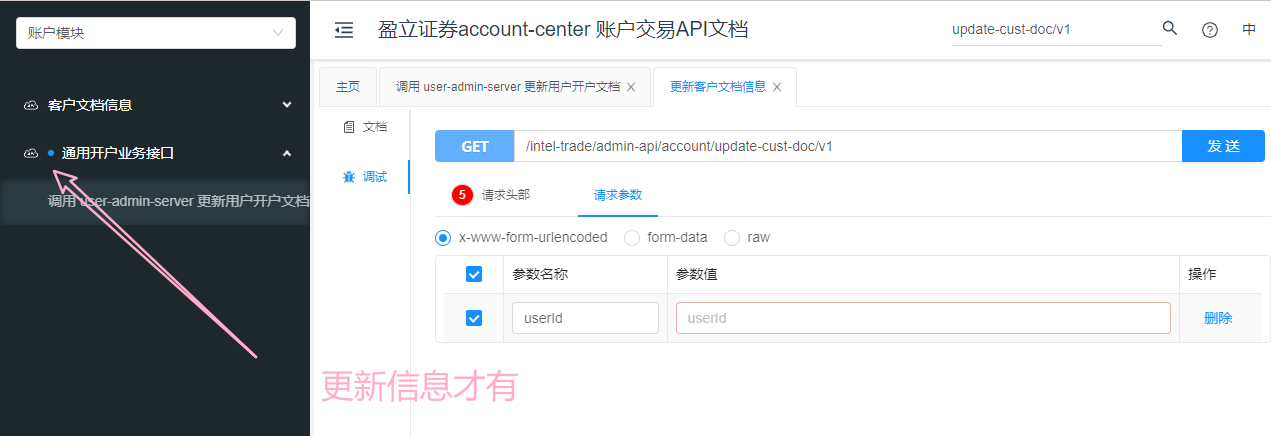 账户模块
盈立证券account-center 账户交易API文档
update-cust-doc/v1
中
客户文档信息
通用开户业务接口
调用 user-admin-server 更新用户开户文档
主页
调用 user-admin-server 更新用户开户文档
更新客户文档信息
文档
调试
GET
/intel-trade/admin-api/account/update-cust-doc/v1
发 送
5 请求头部
请求参数
x-www-form-urlencoded
form-data
raw
参数名称
参数值
操作
userId
userId
删除
更新信息才有